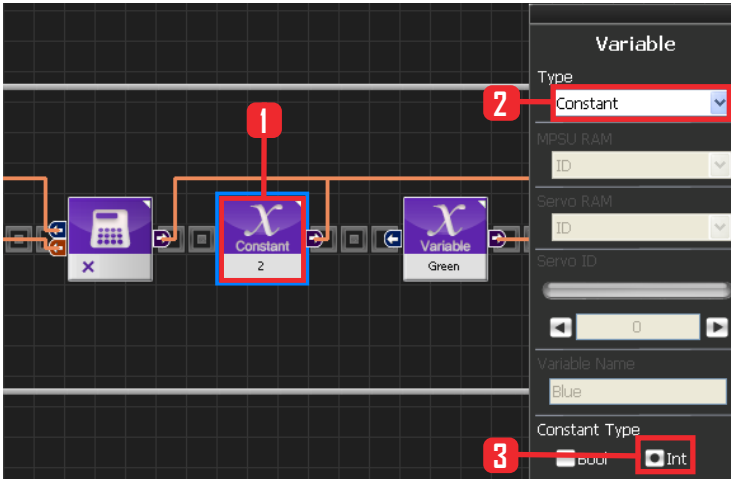 Variable
Type
Constant
MPSU RAM
ID
Servo RAM
ID
Servo ID
0
Variable Name
Blue
Constant Type
Bool Int
1
2
3
×
X
Constant
2
X
Variable
Green